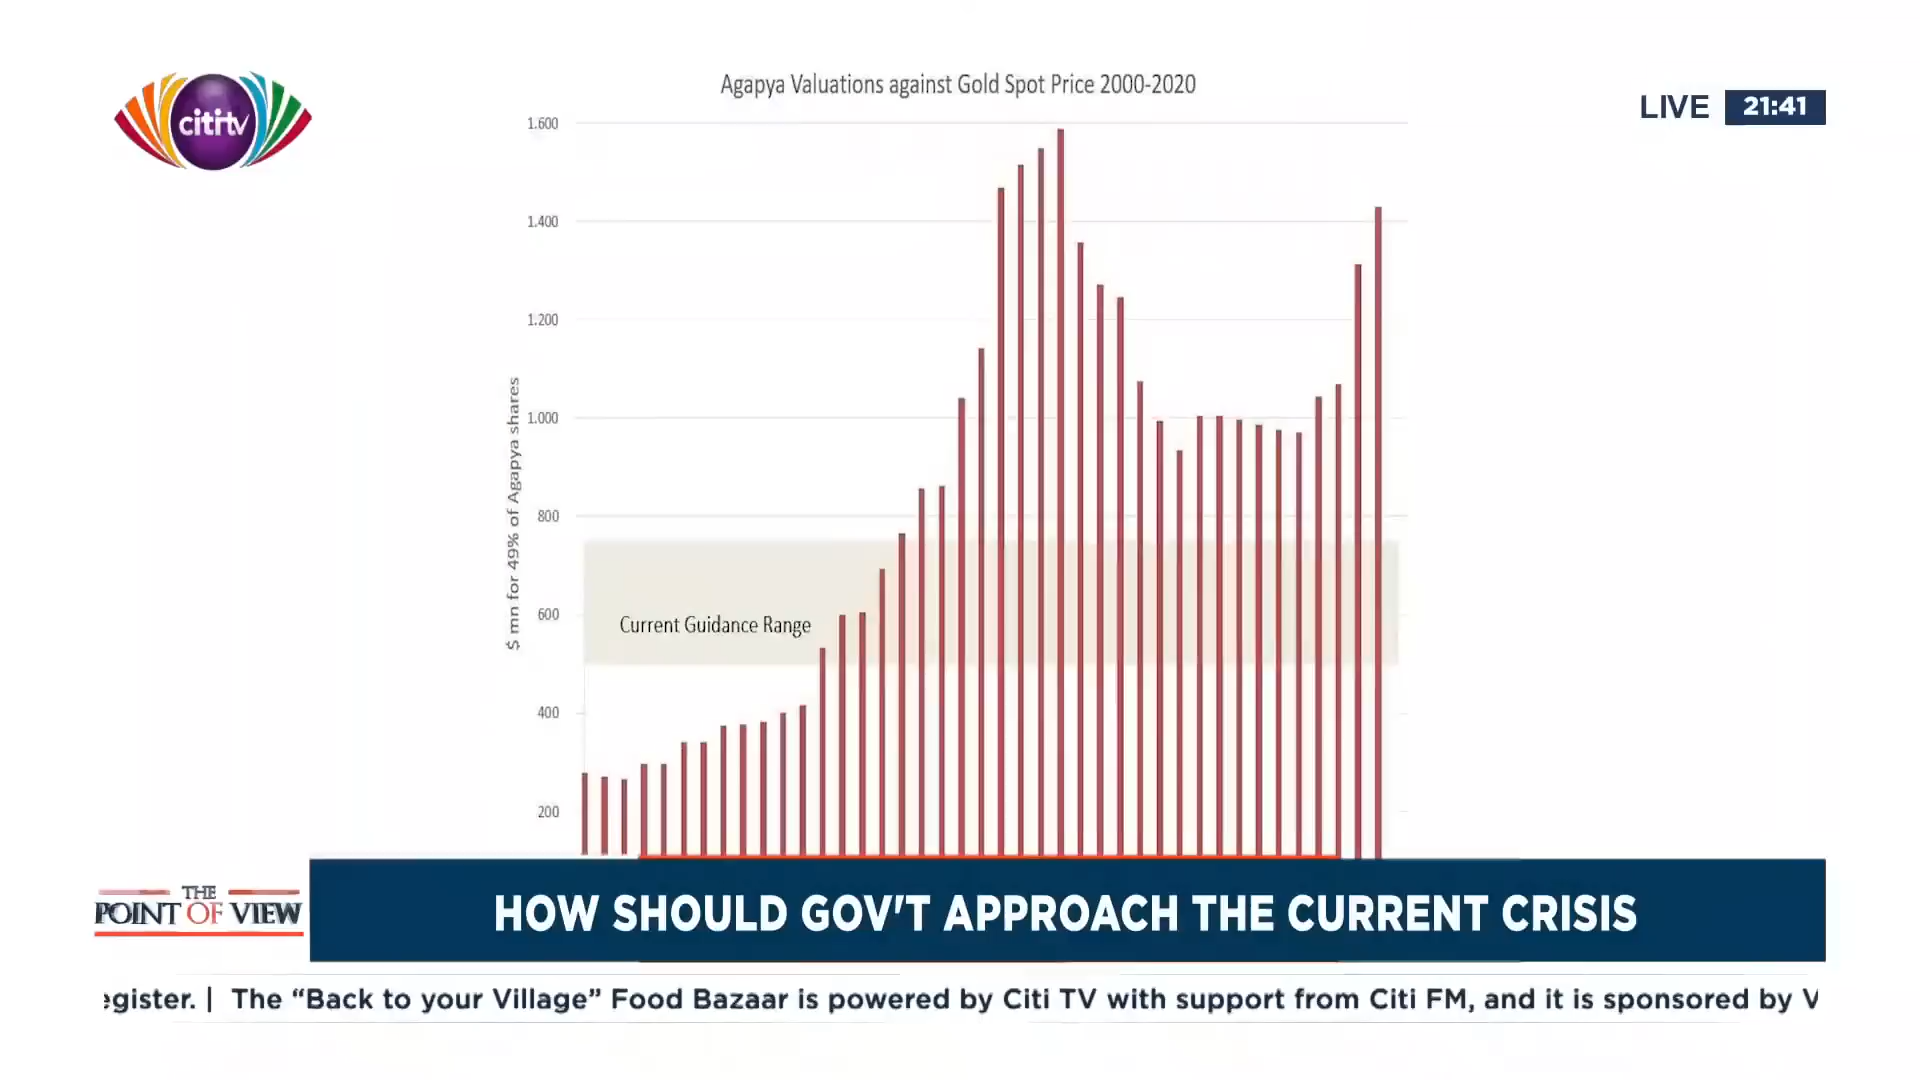 Agapya Valuations against Gold Spot Price 2000-2020
cititv
LIVE 21:41
1.600
1.400
1.200
1.000
800
600
400
200
$ mn for 49% of Agapya shares
Current Guidance Range
THE
POINT OF VIEW
HOW SHOULD GOV'T APPROACH THE CURRENT CRISIS
egister. | The “Back to your Village” Food Bazaar is powered by Citi TV with support from Citi FM, and it is sponsored by V